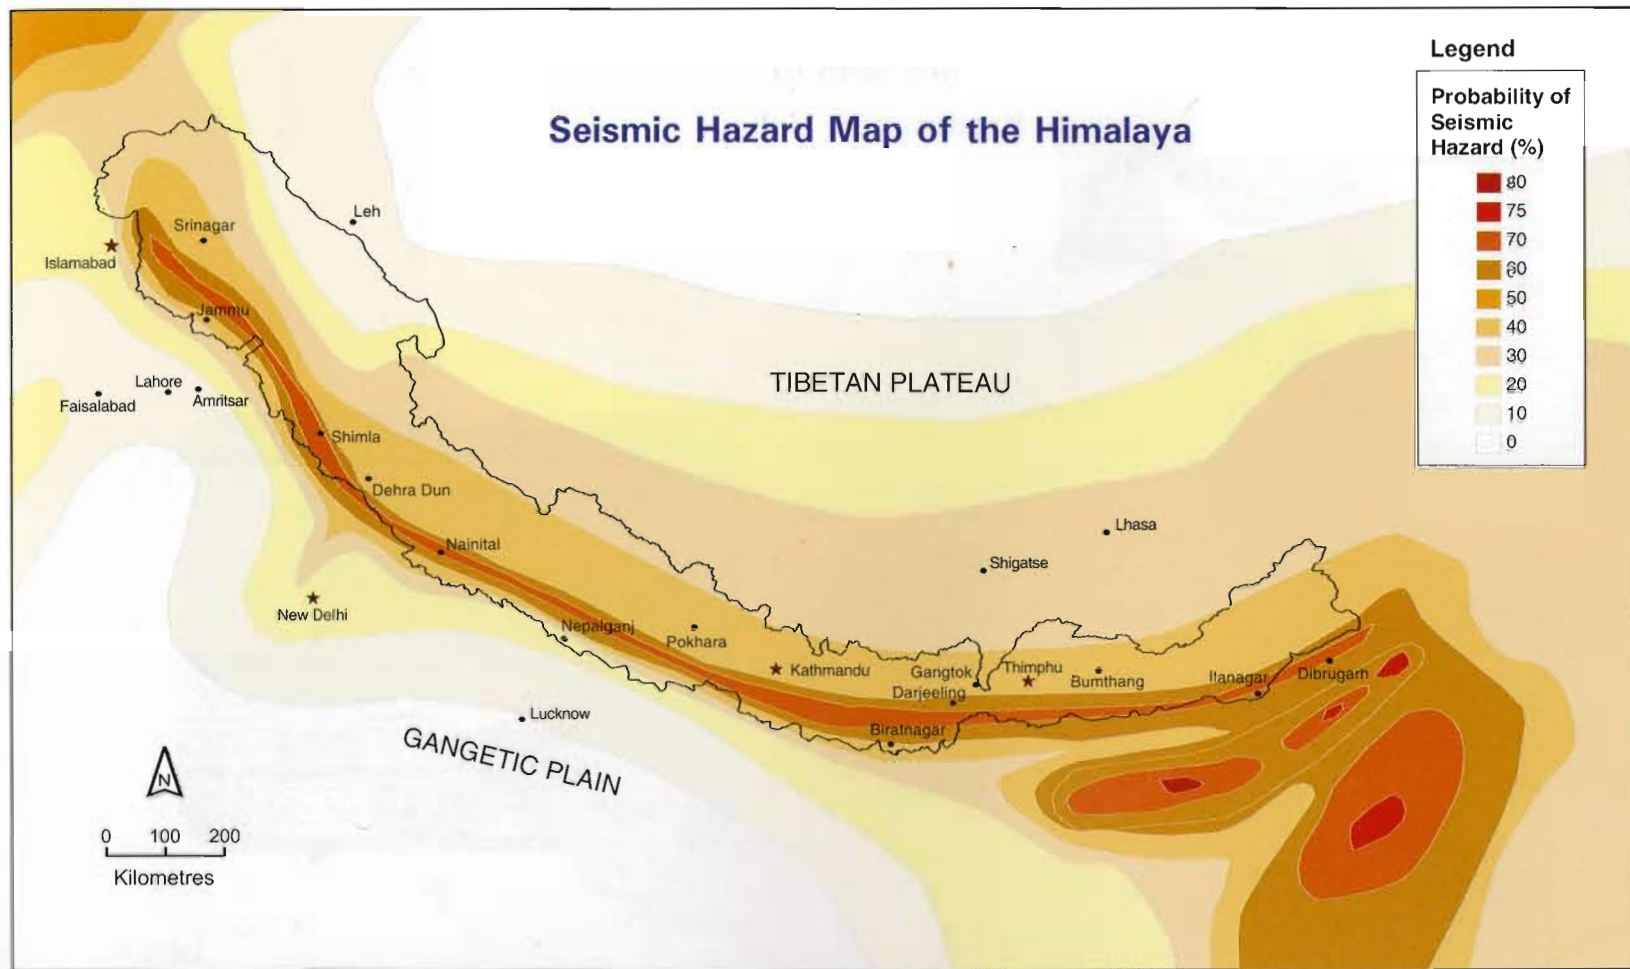 Seismic Hazard Map of the Himalaya
Legend
Probability of
Seismic
Hazard (%)
80
75
70
60
50
40
30
20
10
0
Leh
Srinagar
Islamabad
Jammu
Lahore
Amritsar
Faisalabad
TIBETAN PLATEAU
Shimla
Dehra Dun
Nainital
Lhasa
Shigatse
New Delhi
Nepalganj
Pokhara
Kathmandu
Gangtok
Thimphu
Darjeeling
Bumthang
Itanagar
Dibrugarh
Lucknow
Biratnagar
GANGETIC PLAIN
N
0 100 200
Kilometres